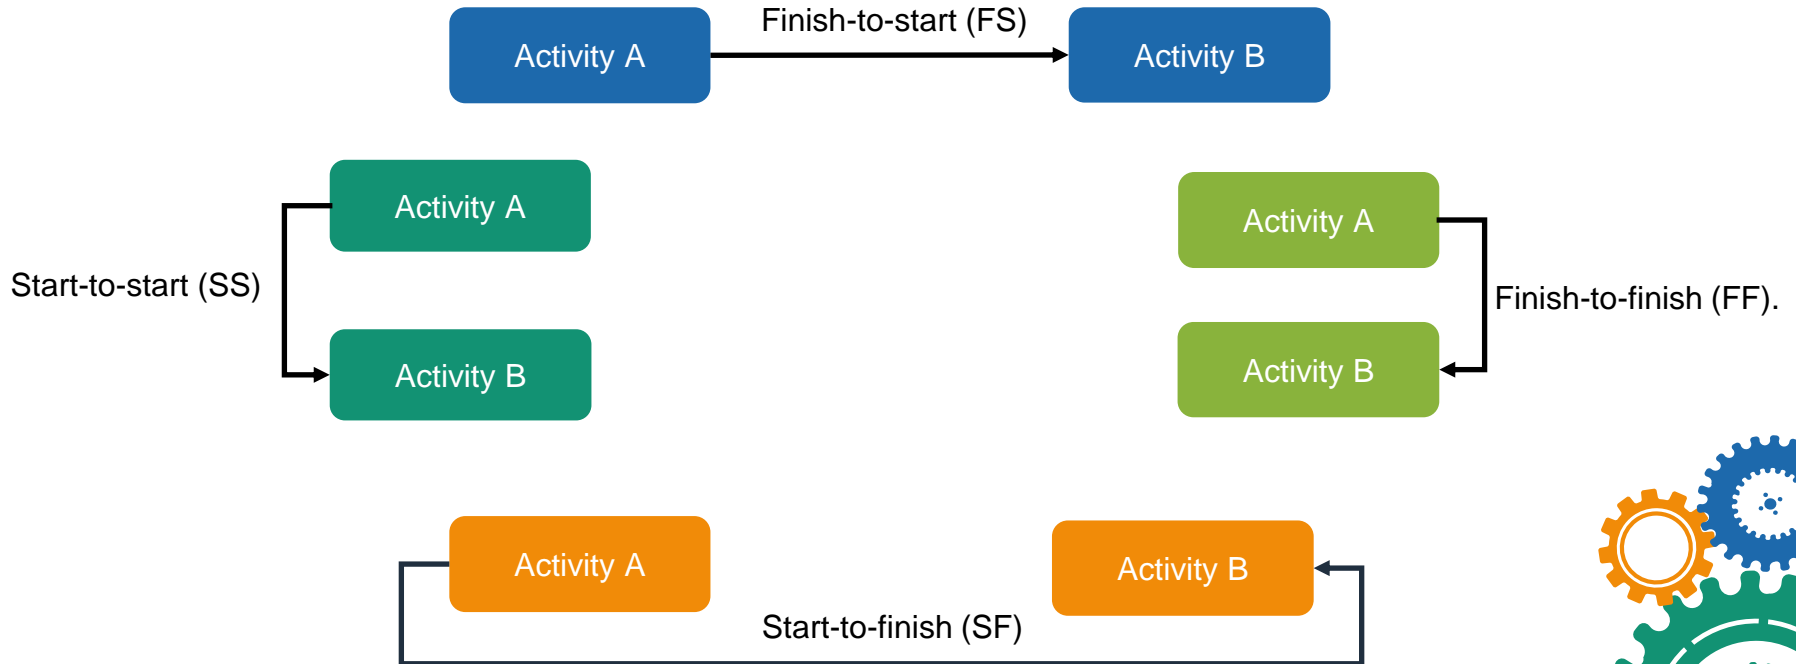 Finish-to-start (FS)
Activity A
Activity B
Activity A
Start-to-start (SS)
Activity B
Activity A
Finish-to-finish (FF).
Activity B
Activity A
Activity B
Start-to-finish (SF)